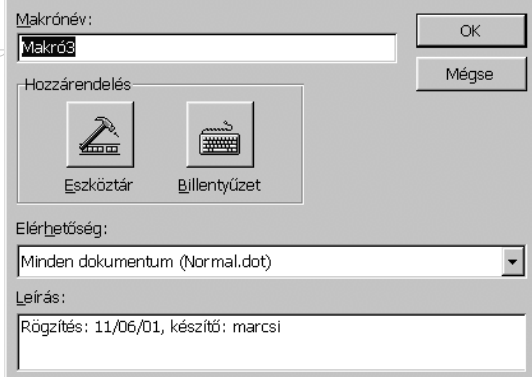 Makrónév:
OK
Makró3
Mégse
Hozzárendelés
Eszköztár Billentyűzet
Elérhetőség:
Minden dokumentum (Normal.dot)
Leírás:
Rögzítés: 11/06/01, készítő: marcsi